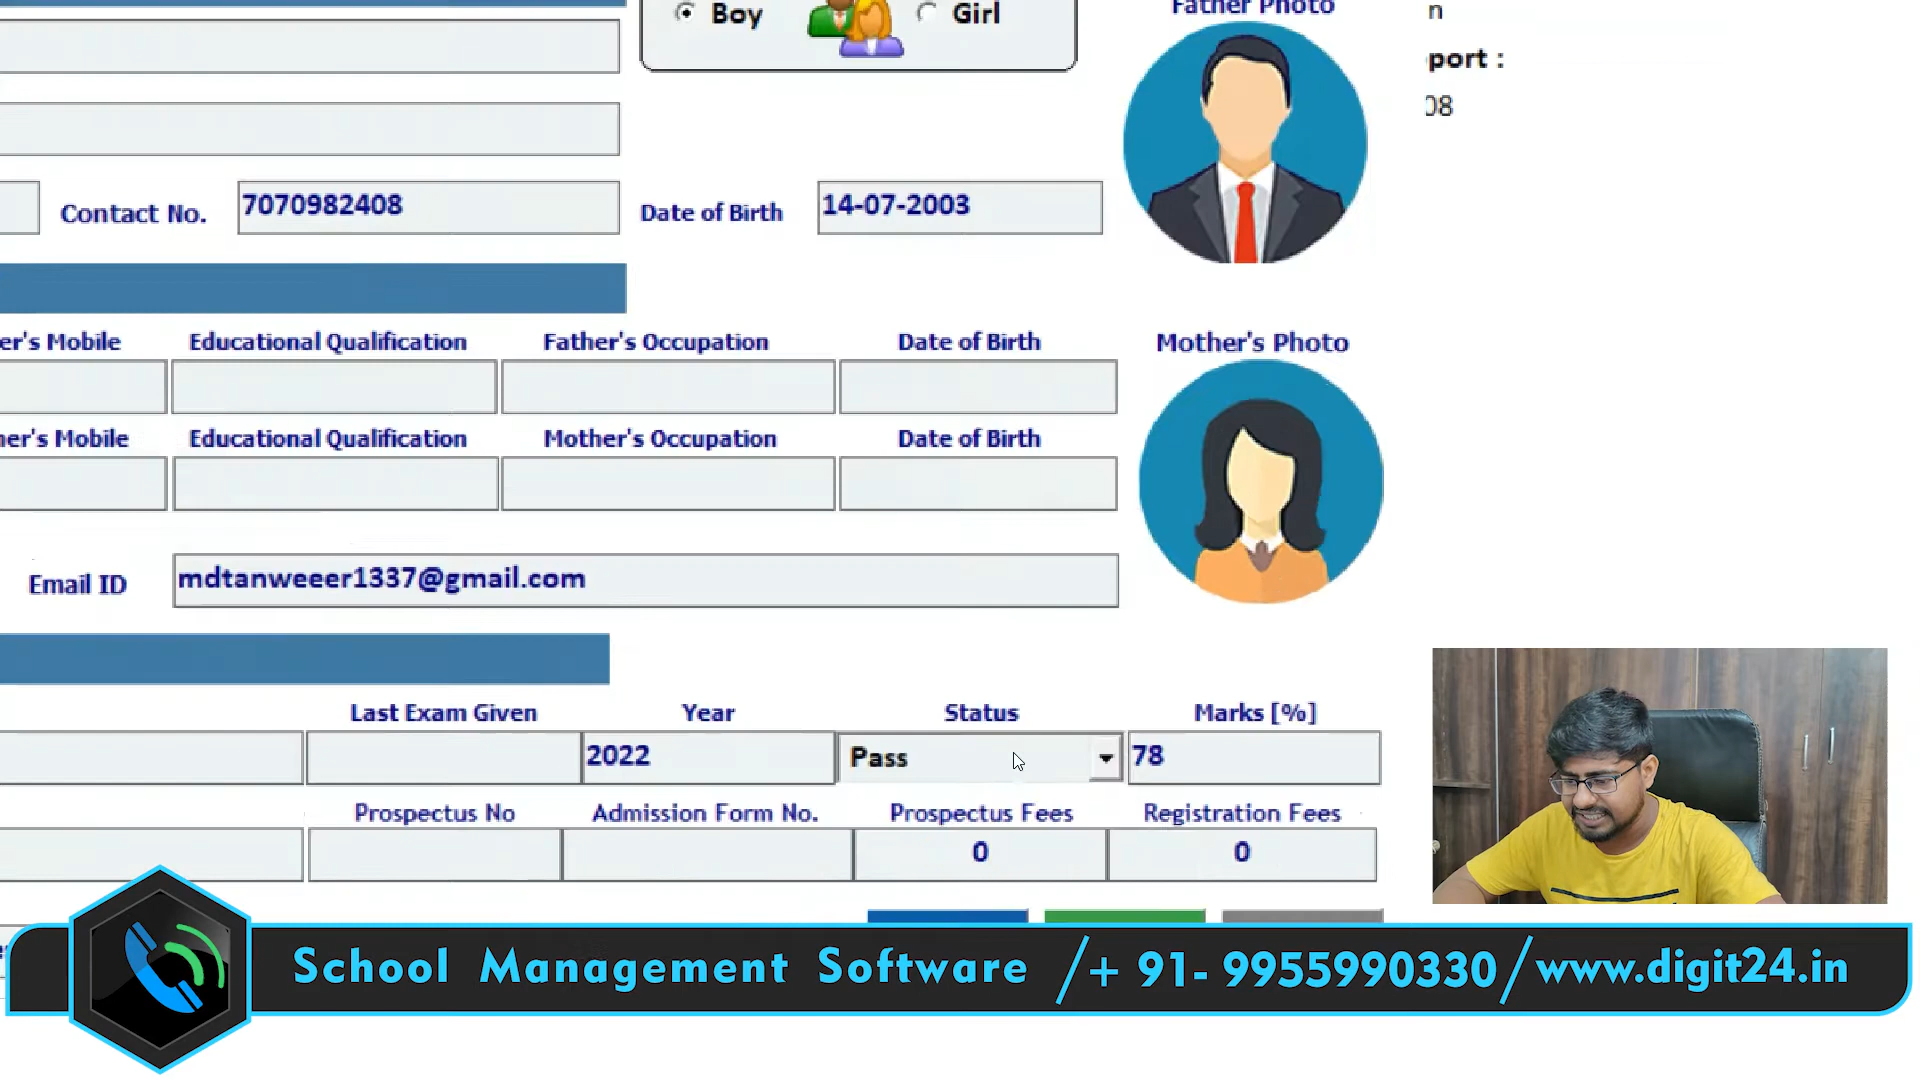 Father Photo
Boy
Girl
port :
08
Contact No.
7070982408
Date of Birth
14-07-2003
er's Mobile
Educational Qualification
Father's Occupation
Date of Birth
Mother's Photo
her's Mobile
Educational Qualification
Mother's Occupation
Date of Birth
Email ID
mdtanweeer1337@gmail.com
Last Exam Given
Year
Status
Marks [%]
2022
Pass
78
Prospectus No
Admission Form No.
Prospectus Fees
Registration Fees
0
0
School Management Software /+ 91- 9955990330/www.digit24.in